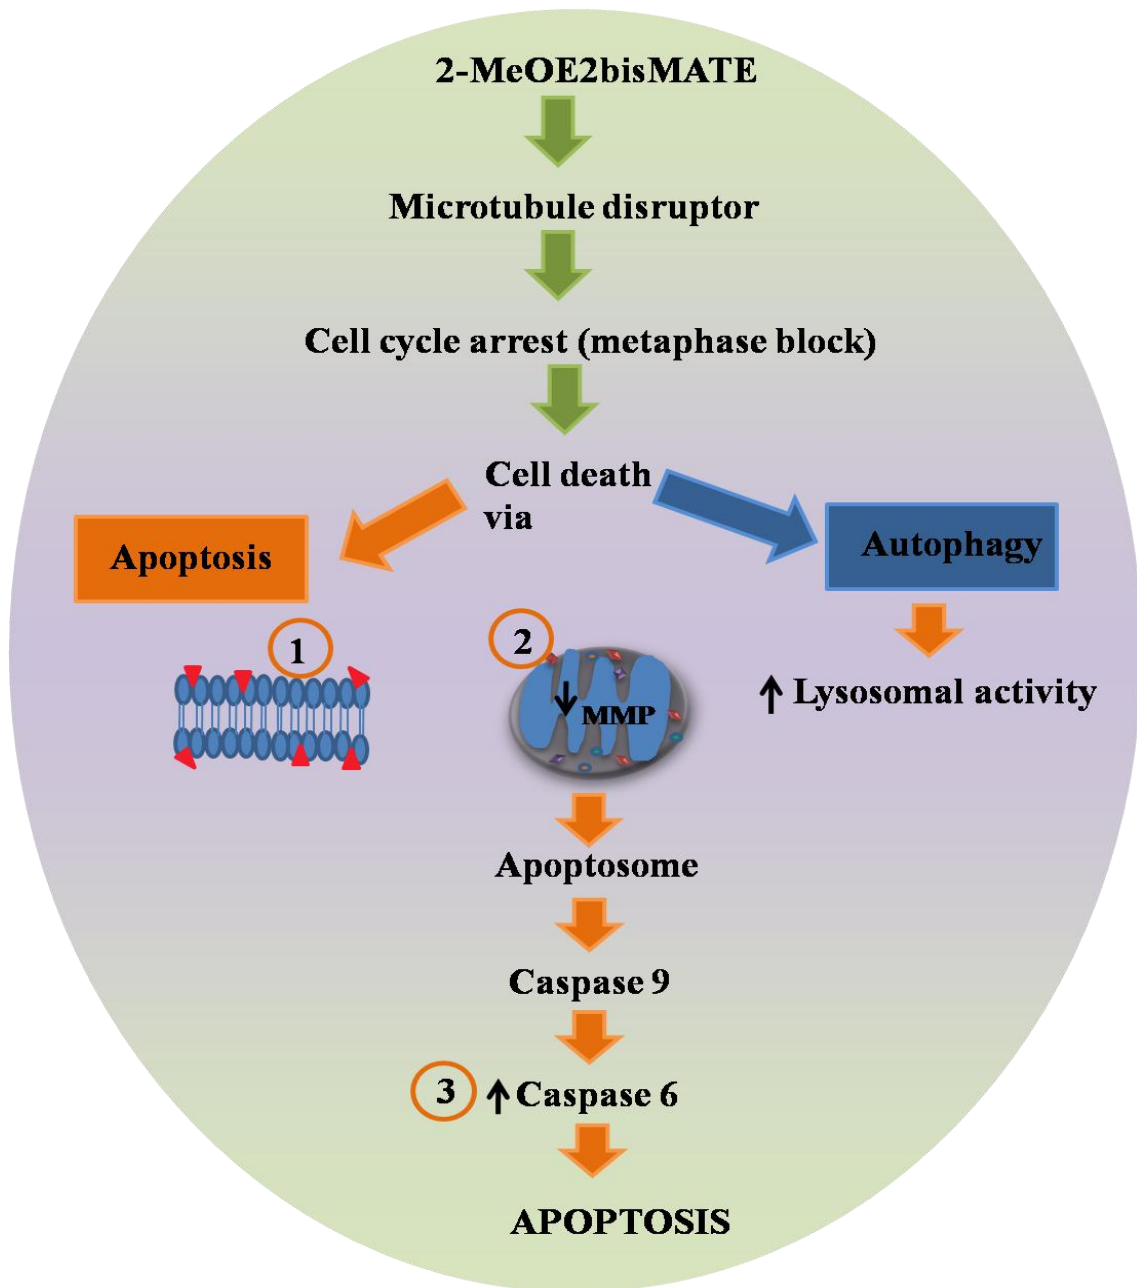 2-MeOE2bisMATE
Microtubule disruptor
Cell cycle arrest (metaphase block)
Cell death
via
Apoptosis
Autophagy
1
2
↓
MMP
↑ Lysosomal activity
Apoptosome
Caspase 9
3 ↑ Caspase 6
APOPTOSIS